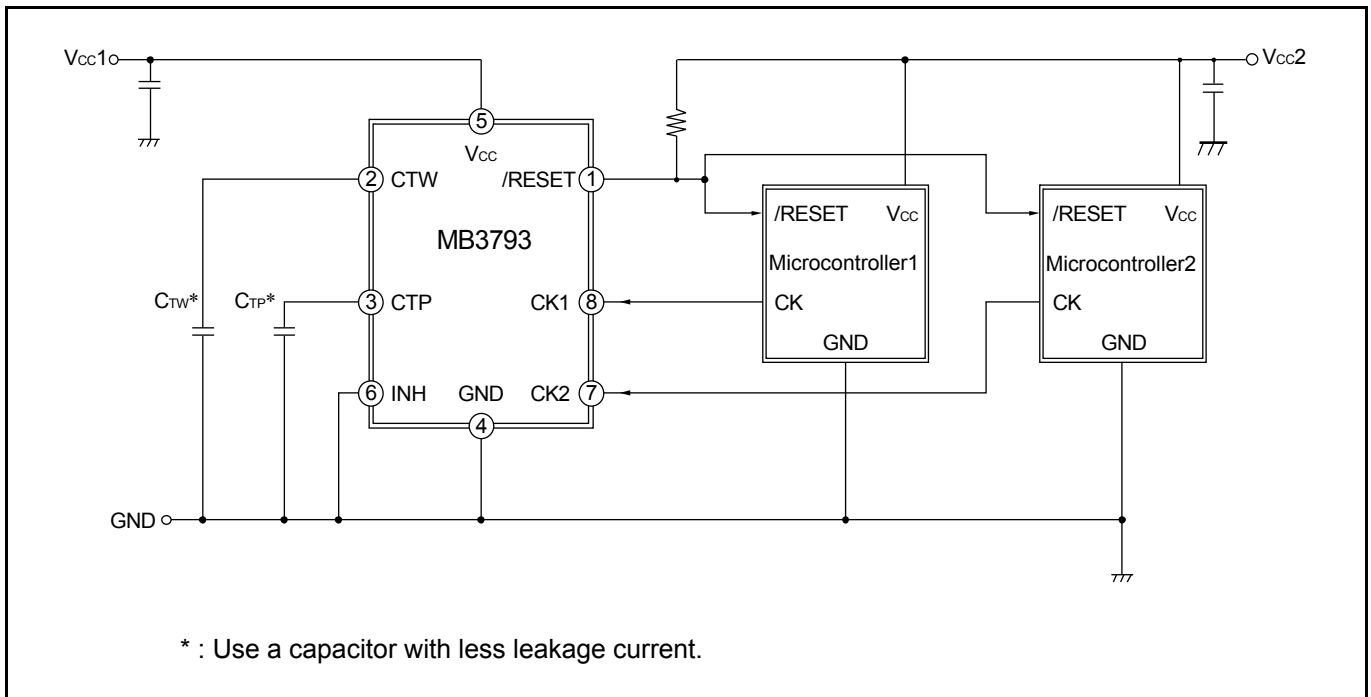 Vcc1
Vcc2
5
Vcc
2 CTW
/RESET 1
MB3793
/RESET Vcc
Microcontroller1
CK
GND
/RESET Vcc
Microcontroller2
CK
GND
CTW*
CTP*
3 CTP
CK1 8
6 INH
GND
CK2 7
4
GND
* : Use a capacitor with less leakage current.